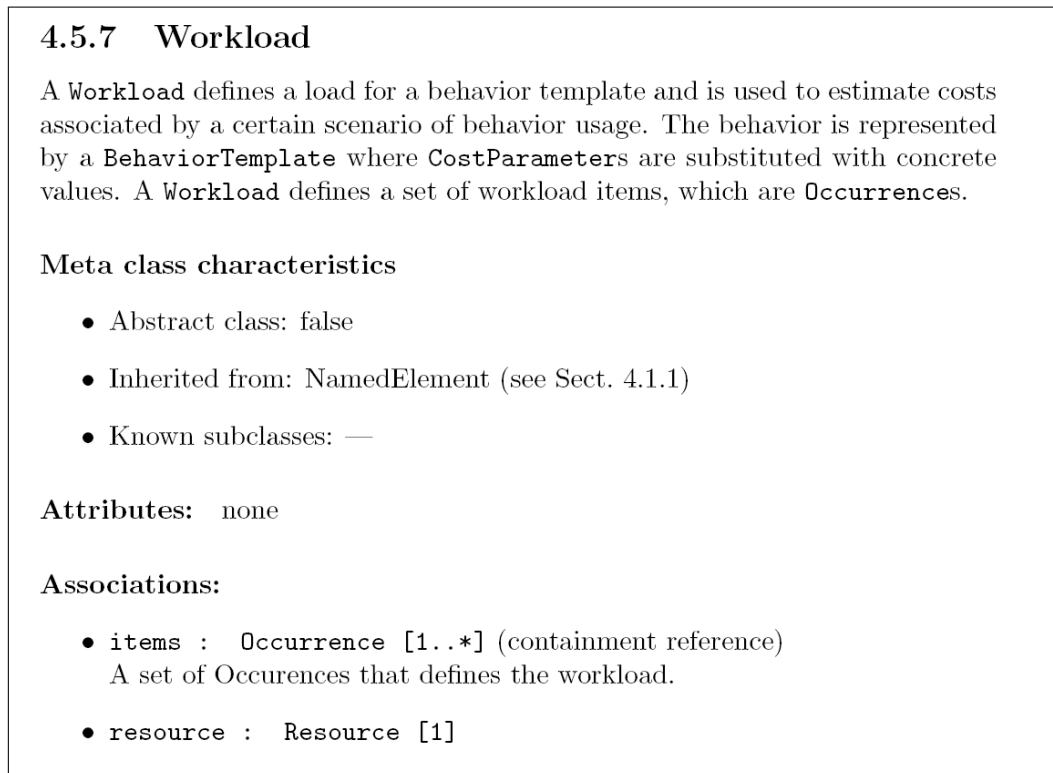 4.5.7 Workload
A Workload defines a load for a behavior template and is used to estimate costs
associated by a certain scenario of behavior usage. The behavior is represented
by a BehaviorTemplate where CostParameters are substituted with concrete
values. A Workload defines a set of workload items, which are Occurrences.
Meta class characteristics
• Abstract class: false
• Inherited from: NamedElement (see Sect. 4.1.1)
• Known subclasses: —
Attributes: none
Associations:
• items : Occurrence [1..*] (containment reference)
A set of Occurences that defines the workload.
• resource : Resource [1]